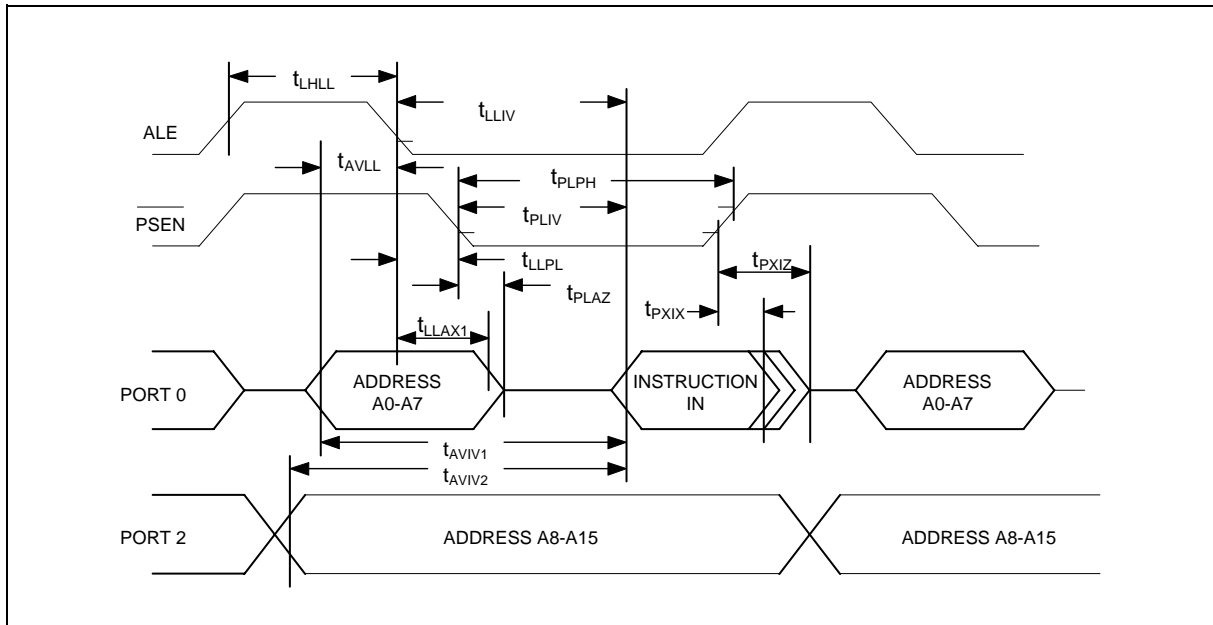 tLHLL
tLLIV
ALE
tAVLL
tPLPH
PSEN
tPLIV
tLLPL
tPXIZ
tPLAZ
tPXIX
tLLAX1
PORT 0
ADDRESS
A0-A7
INSTRUCTION
IN
ADDRESS
A0-A7
tAVIV1
tAVIV2
PORT 2
ADDRESS A8-A15
ADDRESS A8-A15